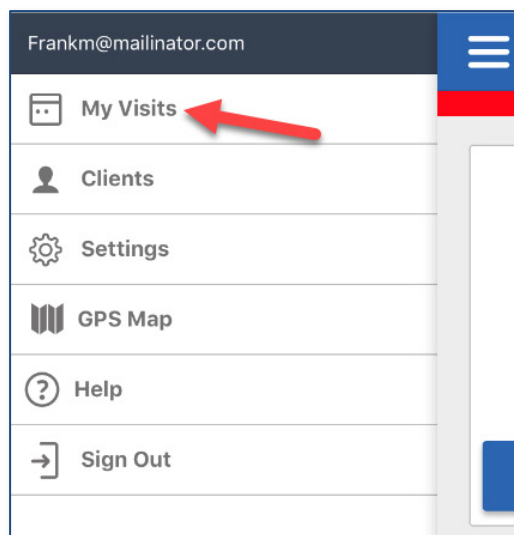 Frankm@mailinator.com
My Visits
Clients
Settings
GPS Map
Help
Sign Out